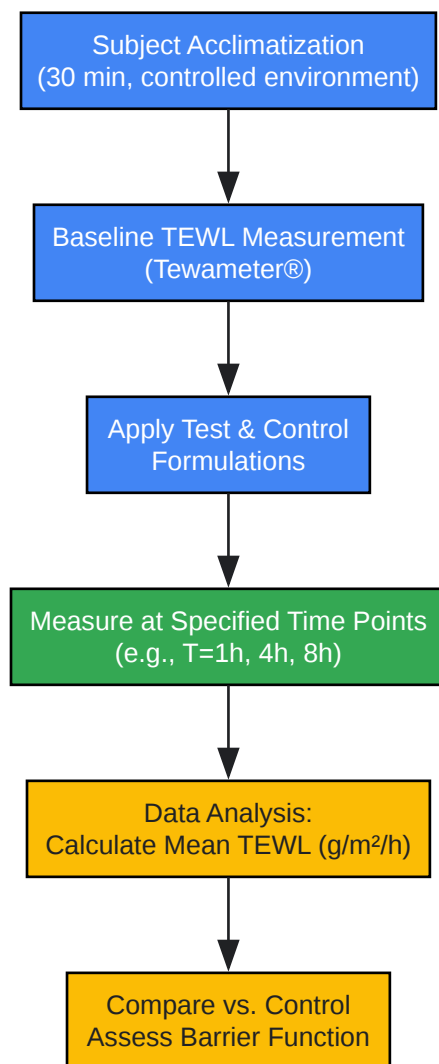 Subject Acclimatization
(30 min, controlled environment)
Baseline TEWL Measurement
(Tewameter®)
Apply Test & Control
Formulations
Measure at Specified Time Points
(e.g., T=1h, 4h, 8h)
Data Analysis:
Calculate Mean TEWL (g/m²/h)
Compare vs. Control
Assess Barrier Function